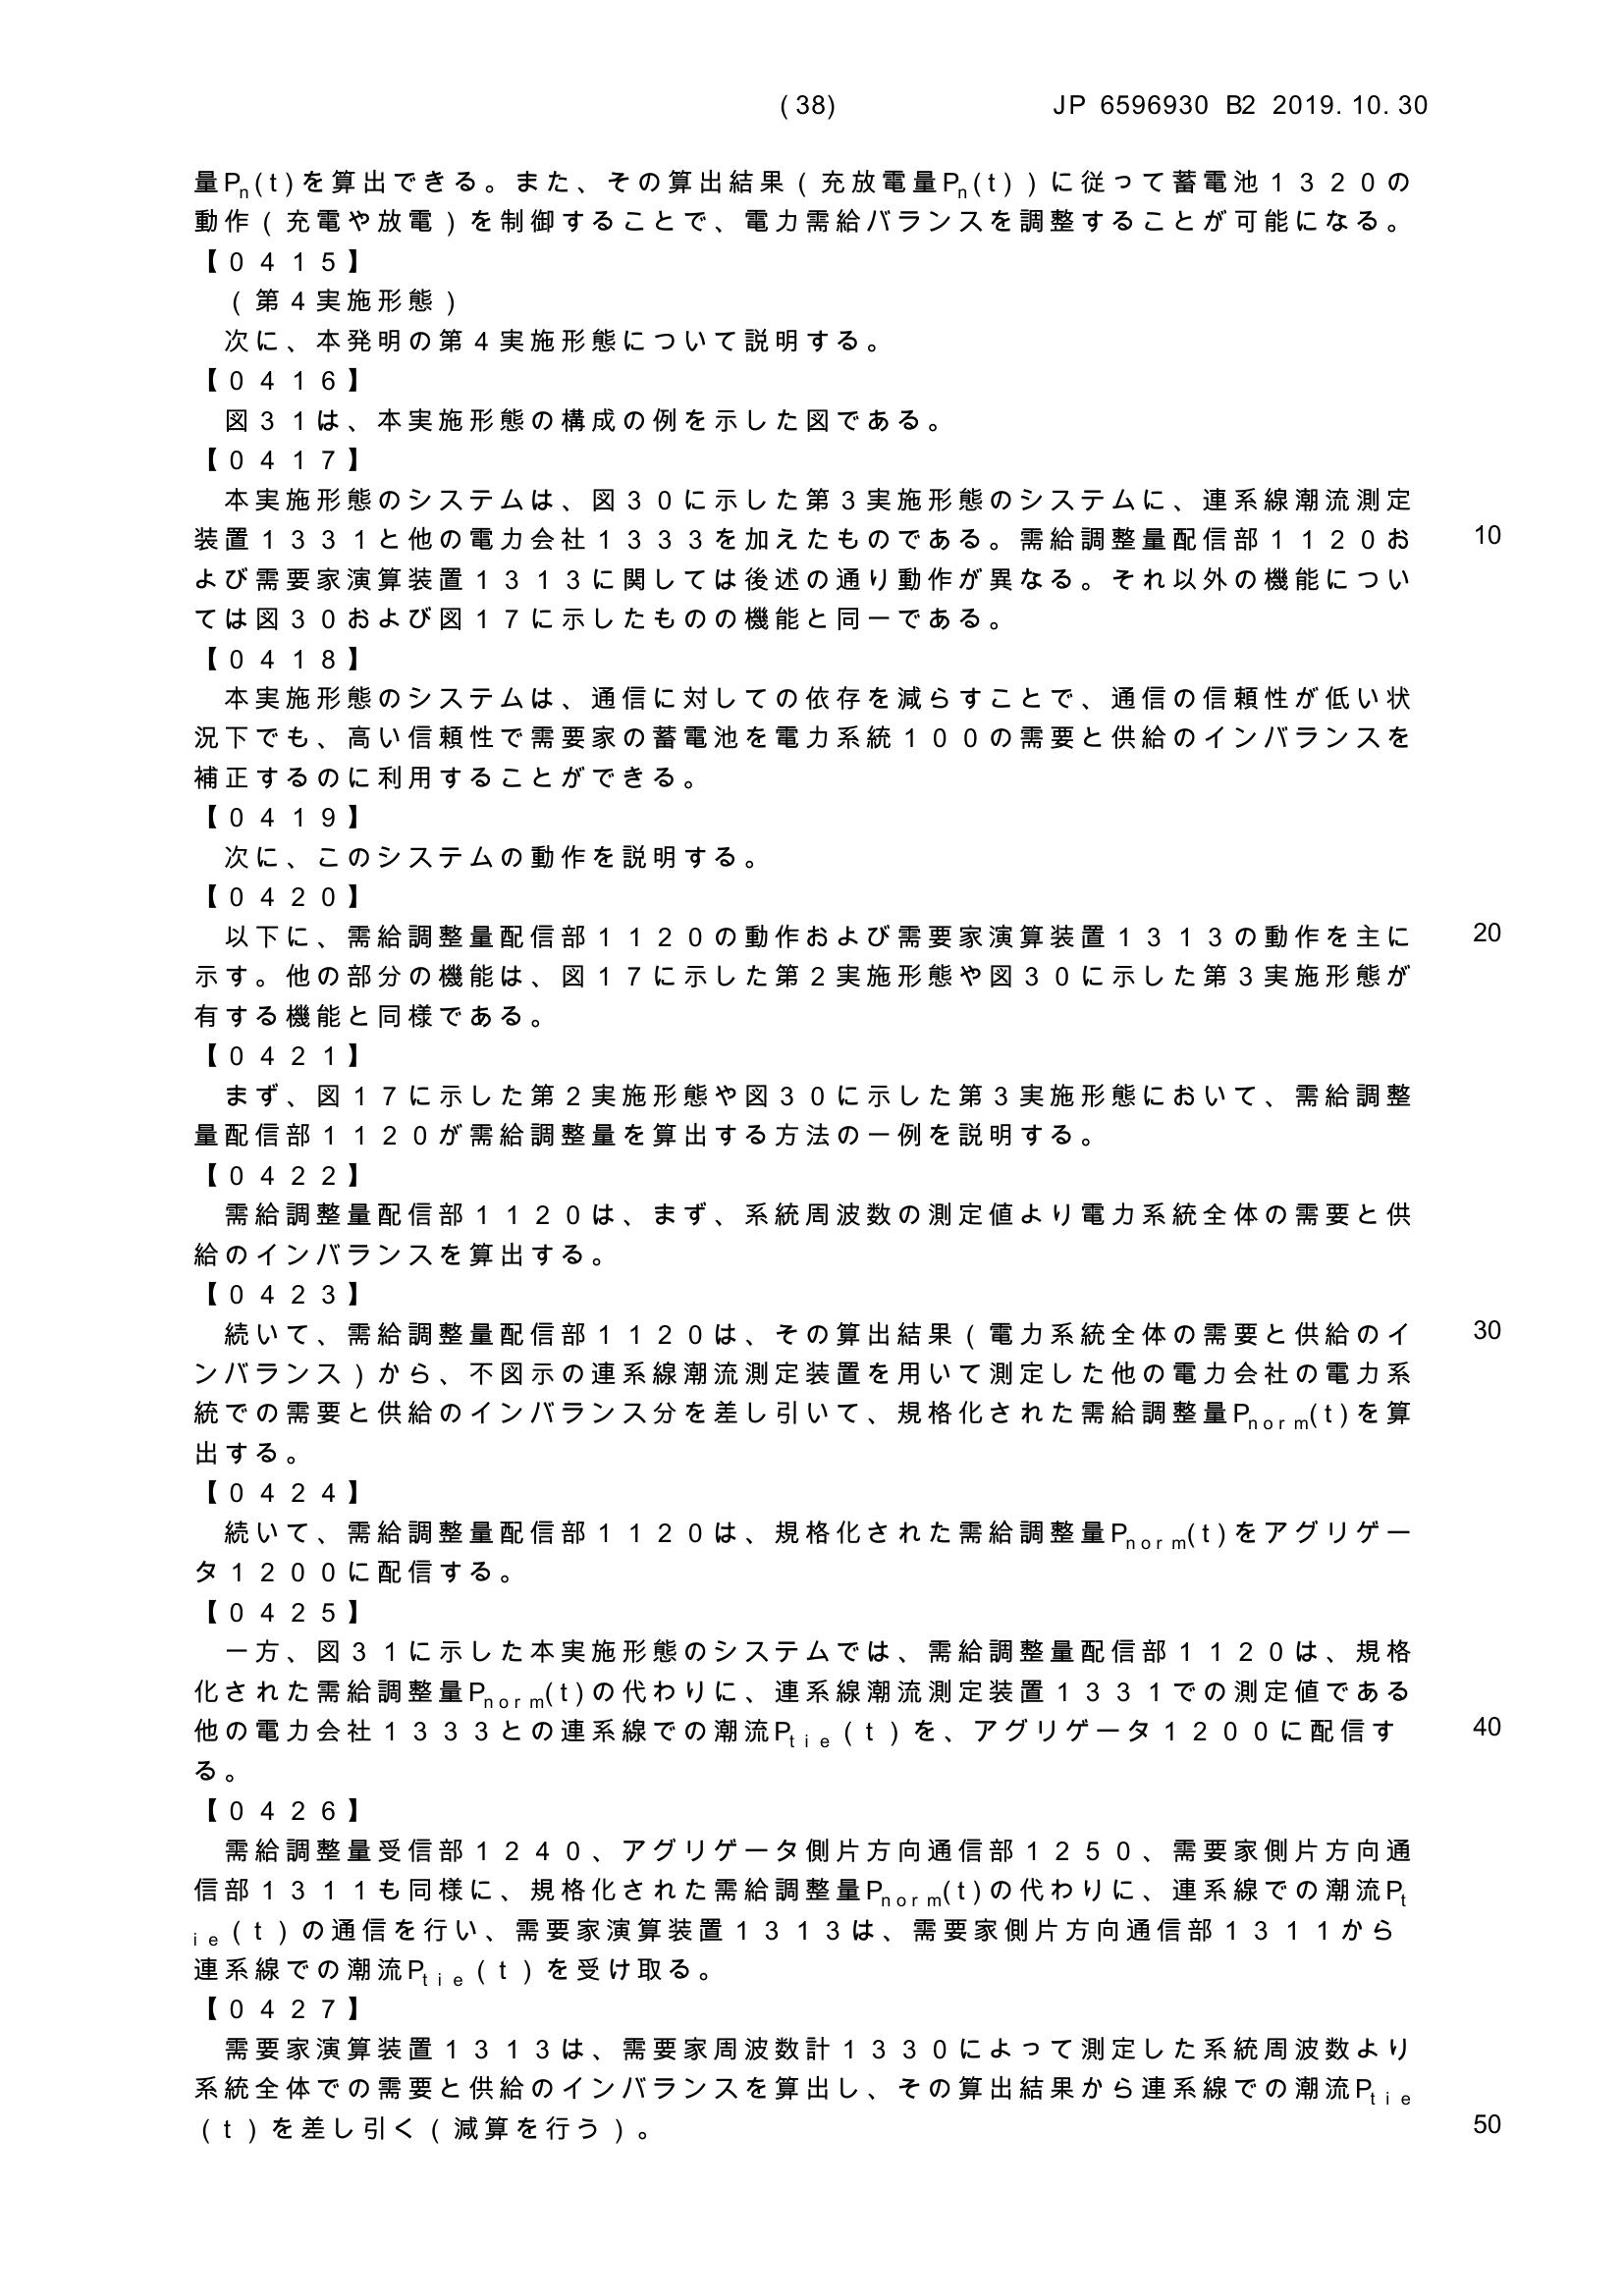 (38) JP 6596930 B2 2019.10.30
量Pn(t)を算出できる。また、その算出結果(充放電量Pn(t))に従って蓄電池1320の
動作(充電や放電)を制御することで、電力需給バランスを調整することが可能になる。
【0415】
(第4実施形態)
次に、本発明の第4実施形態について説明する。
【0416】
図31は、本実施形態の構成の例を示した図である。
【0417】
本実施形態のシステムは、図30に示した第3実施形態のシステムに、連系線潮流測定
装置1331と他の電力会社1333を加えたものである。需給調整量配信部1120お 10
よび需要家演算装置1313に関しては後述の通り動作が異なる。それ以外の機能につい
ては図30および図17に示したものの機能と同一である。
【0418】
本実施形態のシステムは、通信に対しての依存を減らすことで、通信の信頼性が低い状
況下でも、高い信頼性で需要家の蓄電池を電力系統100の需要と供給のインバランスを
補正するのに利用することができる。
【0419】
次に、このシステムの動作を説明する。
【0420】
以下に、需給調整量配信部1120の動作および需要家演算装置1313の動作を主に 20
示す。他の部分の機能は、図17に示した第2実施形態や図30に示した第3実施形態が
有する機能と同様である。
【0421】
まず、図17に示した第2実施形態や図30に示した第3実施形態において、需給調整
量配信部1120が需給調整量を算出する方法の一例を説明する。
【0422】
需給調整量配信部1120は、まず、系統周波数の測定値より電力系統全体の需要と供
給のインバランスを算出する。
【0423】
続いて、需給調整量配信部1120は、その算出結果(電力系統全体の需要と供給のイ 30
ンバランス)から、不図示の連系線潮流測定装置を用いて測定した他の電力会社の電力系
統での需要と供給のインバランス分を差し引いて、規格化された需給調整量Pnorm(t)を算
出する。
【0424】
続いて、需給調整量配信部1120は、規格化された需給調整量Pnorm(t)をアグリゲー
タ1200に配信する。
【0425】
一方、図31に示した本実施形態のシステムでは、需給調整量配信部1120は、規格
化された需給調整量Pnorm(t)の代わりに、連系線潮流測定装置1331での測定値である
他の電力会社1333との連系線での潮流Ptie(t)を、アグリゲータ1200に配信す 40
る。
【0426】
需給調整量受信部1240、アグリゲータ側片方向通信部1250、需要家側片方向通
信部1311も同様に、規格化された需給調整量Pnorm(t)の代わりに、連系線での潮流Pt
ie(t)の通信を行い、需要家演算装置1313は、需要家側片方向通信部1311から
連系線での潮流Ptie(t)を受け取る。
【0427】
需要家演算装置1313は、需要家周波数計1330によって測定した系統周波数より
系統全体での需要と供給のインバランスを算出し、その算出結果から連系線での潮流Ptie
(t)を差し引く(減算を行う)。 50